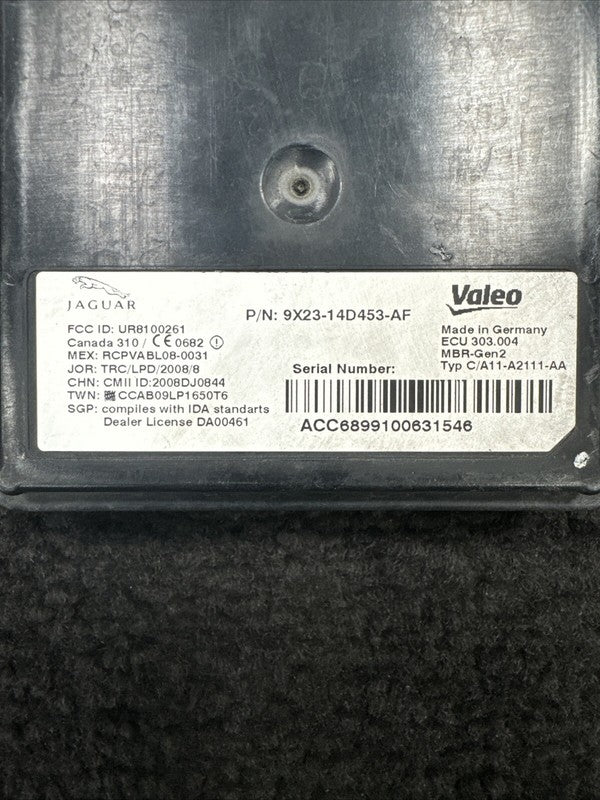 JAGUAR
P/N: 9X23-14D453-AF
Valeo
FCC ID: UR8100261
Canada 310 / CE 0682
MEX: RCPVABL08-0031
JOR: TRC/LPD/2008/8
CHN: CMII ID:2008DJ0844
TWN: CCAB09LP1650T6
SGP: complies with IDA standarts
Dealer License DA00461
Made in Germany
ECU 303.004
MBR-Gen2
Typ C/A11-A2111-AA
Serial Number:
ACC6899100631546